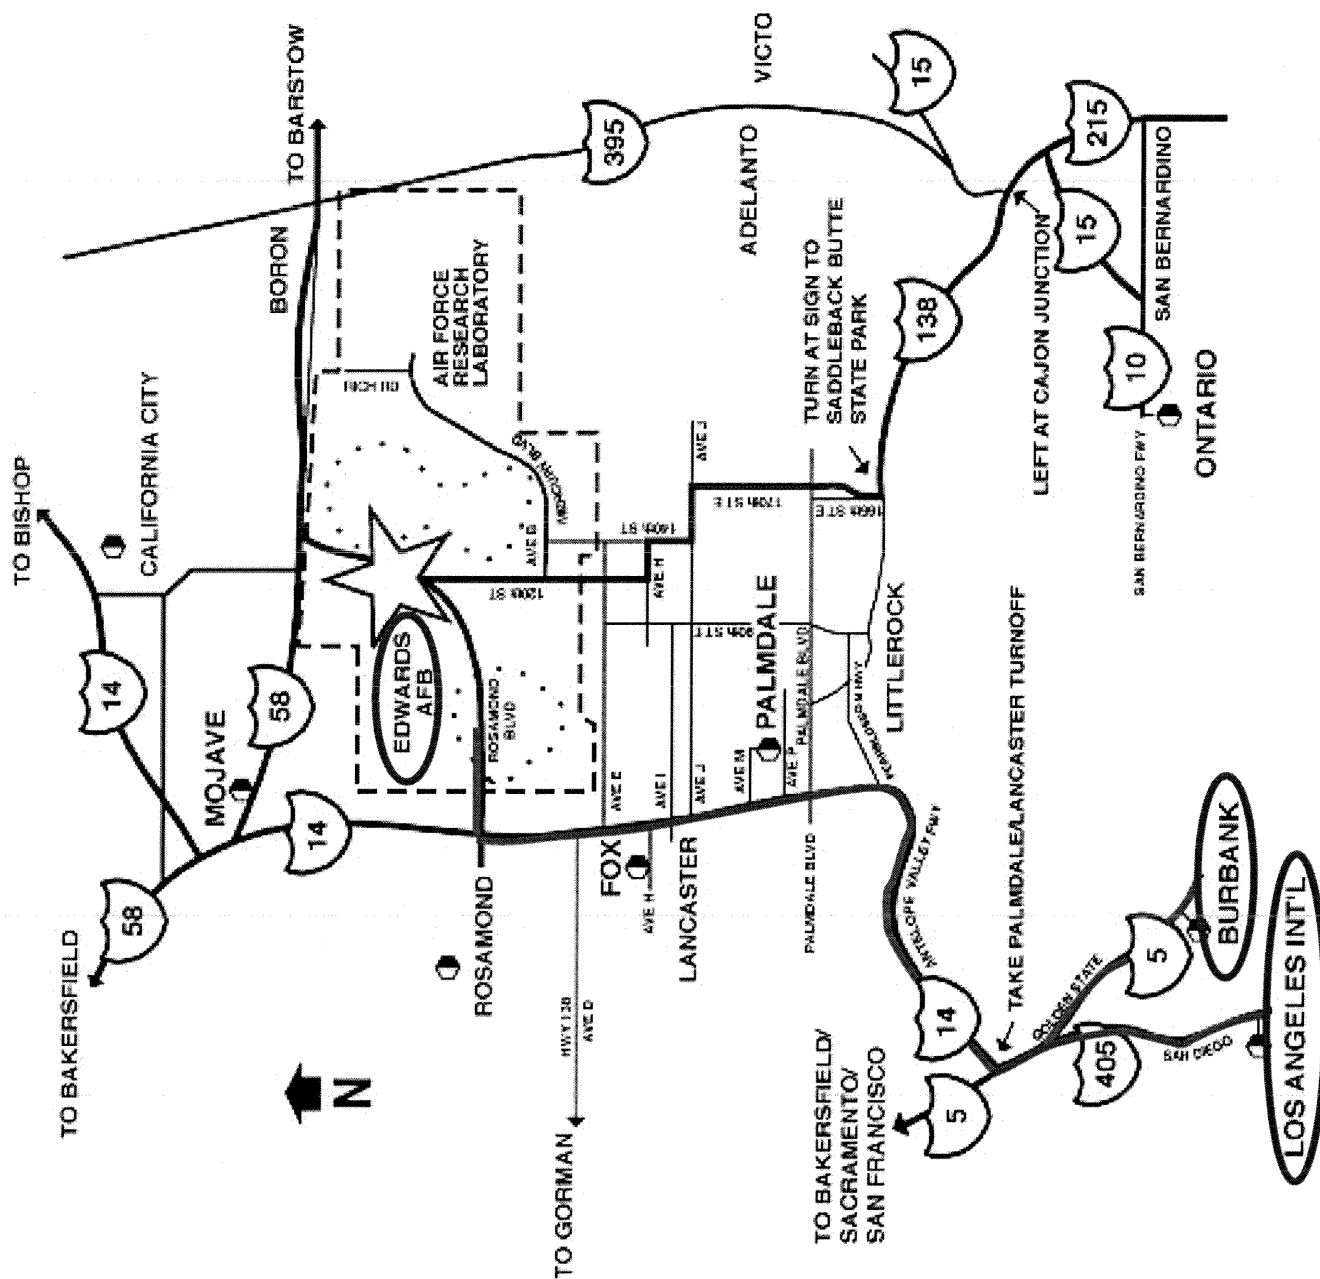 TO BISHOP
CALIFORNIA CITY
14
TO BAKERSFIELD
58
MOJAVE
58
14
BORON
TO BARSTOW
N
EDWARDS
AFB
ROSAMOND
ROSAMOND
BLVD
AIR FORCE
RESEARCH
LABORATORY
MERCURY BLVD
395
120th ST
AVE B
TO GORMAN
HWY 138
AVE D
FOX
AVE E
AVE H
AVE H
140th ST
LANCASTER
AVE I
AVE J
AVE J
170th ST E
90th ST E
AVE M
PALMDALE
AVE P
PALMDALE BLVD
PALMDALE BLVD
ADELANTO
VICTO
TURN AT SIGN TO
SADDLEBACK BUTTE
STATE PARK
165th ST E
LITTLEROCK
138
15
TO BAKERSFIELD/
SACRAMENTO/
SAN FRANCISCO
5
14
ANTELOPE VALLEY FWY
TAKE PALMDALE/LANCASTER TURNOFF
LEFT AT CAJON JUNCTION
15
215
GOLDEN STATE
405
5
SAN DIEGO
SAN BERNARDINO FWY
10
SAN BERNARDINO
ONTARIO
BURBANK
LOS ANGELES INT'L